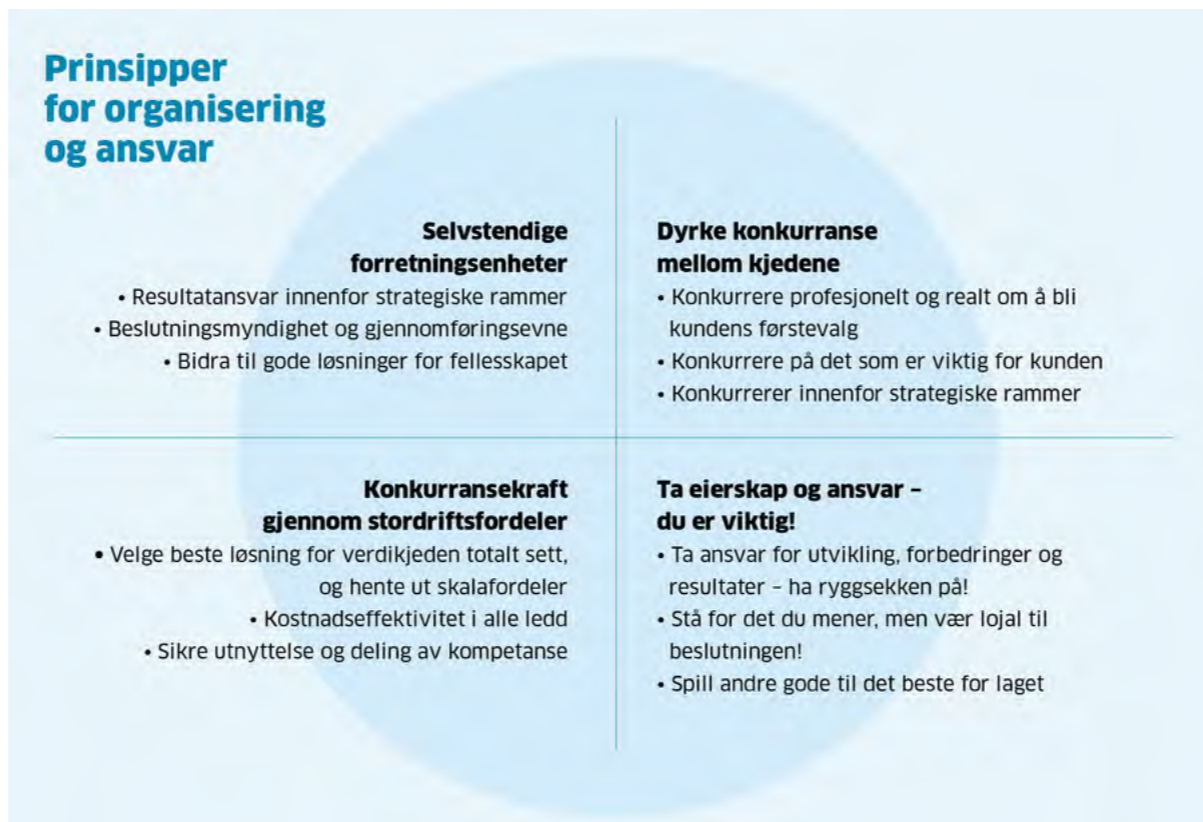 Prinsipper
for organisering
og ansvar
Selvstendige
forretningsenheter
• Resultatansvar innenfor strategiske rammer
• Beslutningsmyndighet og gjennomføringsevne
• Bidra til gode løsninger for fellesskapet
Dyrke konkurranse
mellom kjedene
• Konkurrere profesjonelt og realt om å bli
kundens førstevalg
• Konkurrere på det som er viktig for kunden
• Konkurrerer innenfor strategiske rammer
Konkurransekraft
gjennom stordriftsfordeler
• Velge beste løsning for verdikjeden totalt sett,
og hente ut skalafordeler
• Kostnadseffektivitet i alle ledd
• Sikre utnyttelse og deling av kompetanse
Ta eierskap og ansvar –
du er viktig!
• Ta ansvar for utvikling, forbedringer og
resultater – ha ryggsekken på!
• Stå for det du mener, men vær lojal til
beslutningen!
• Spill andre gode til det beste for laget